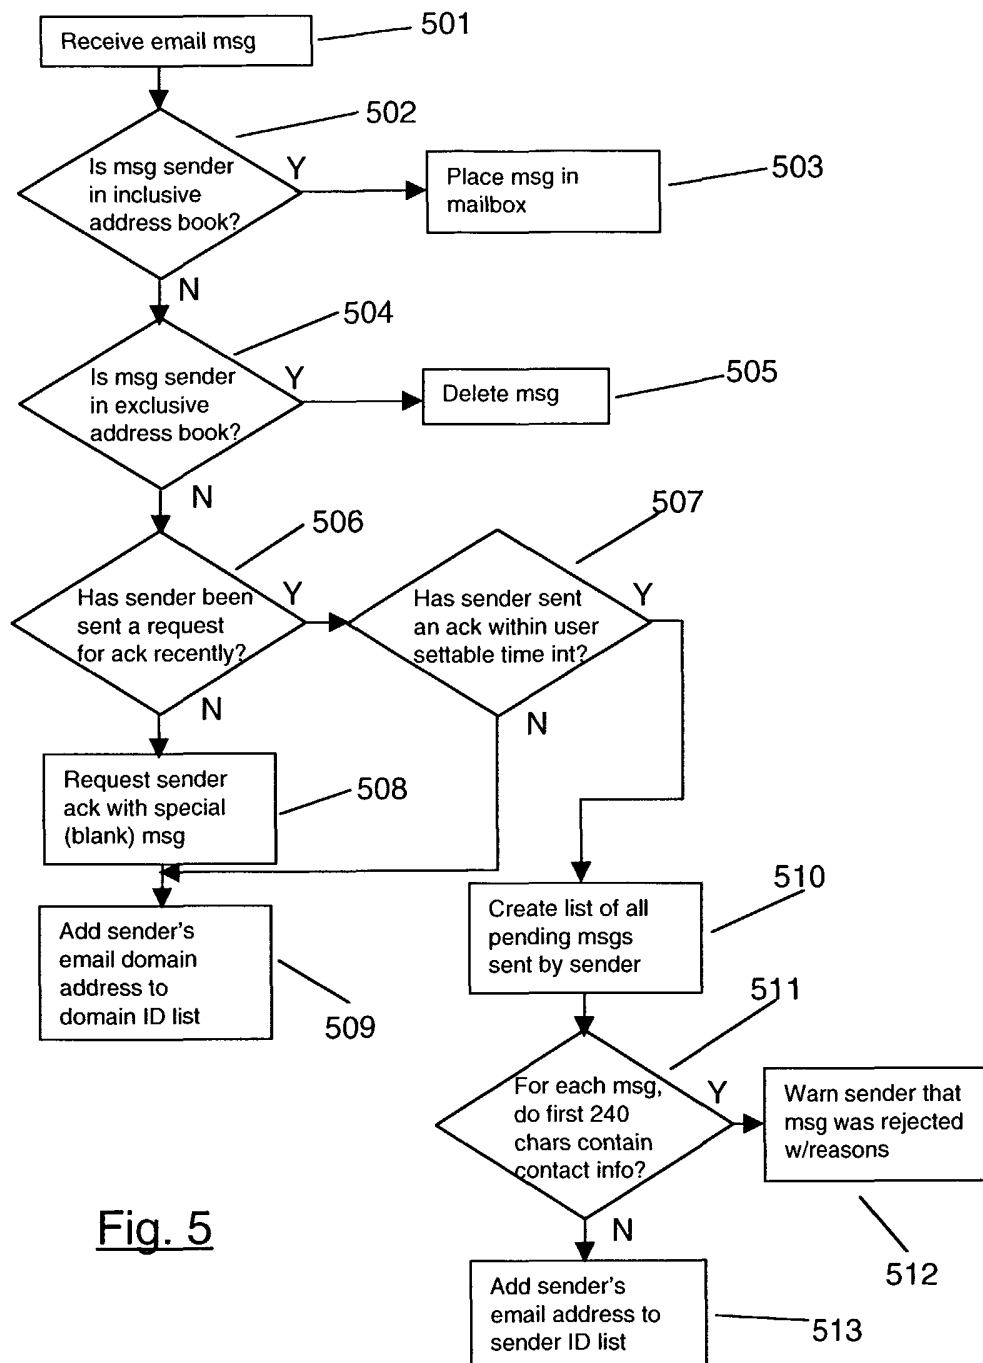 Receive email msg
501
502
Is msg sender
in inclusive
address book?
Y
Place msg in
mailbox
503
N
504
Is msg sender
in exclusive
address book?
Y
Delete msg
505
N
506
507
Has sender been
sent a request
for ack recently?
Y
Has sender sent
an ack within user
settable time int?
Y
N
N
Request sender
ack with special
(blank) msg
508
510
Create list of all
pending msgs
sent by sender
Add sender's
email domain
address to
domain ID list
509
511
For each msg,
do first 240
chars contain
contact info?
Y
Warn sender that
msg was rejected
w/reasons
512
N
Fig. 5
Add sender's
email address to
sender ID list
513